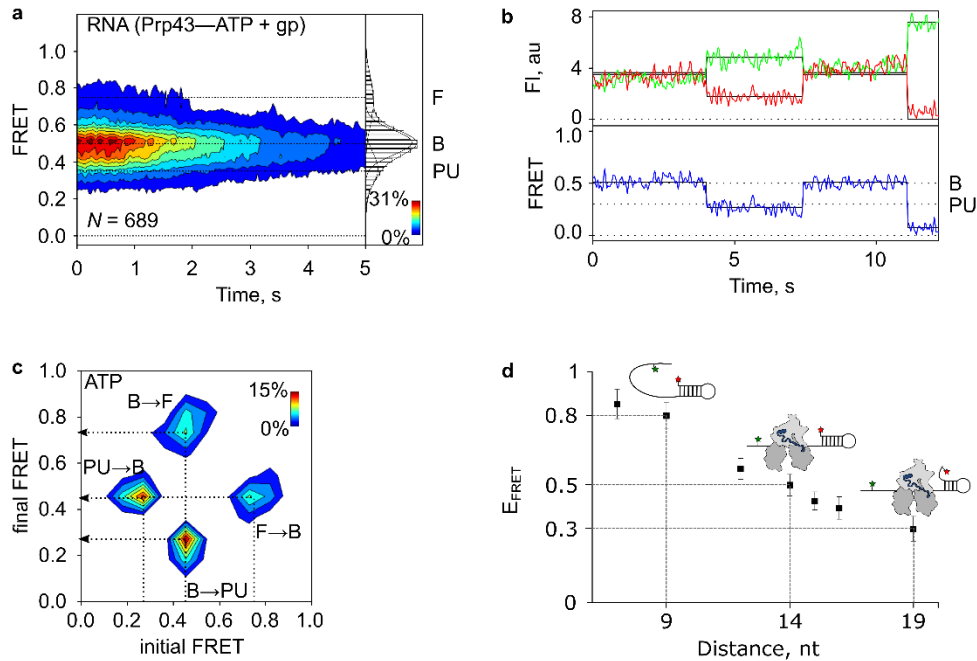 a
RNA (Prp43—ATP + gp)
FRET
1.0
0.8
0.6
0.4
0.2
0.0
F
B
PU
N = 689
31%
0%
0 1 2 3 4 5
Time, s
b
FI, au
8
4
0
FRET
1.0
0.5
0.0
B
PU
0 5 10
Time, s
c
ATP
final FRET
1.0
0.8
0.6
0.4
0.2
0.0
15%
0%
B→F
PU→B
F→B
B→PU
0.0 0.2 0.4 0.6 0.8 1.0
initial FRET
d
EFRET
1
0.8
0.5
0.3
0
9 14 19
Distance, nt